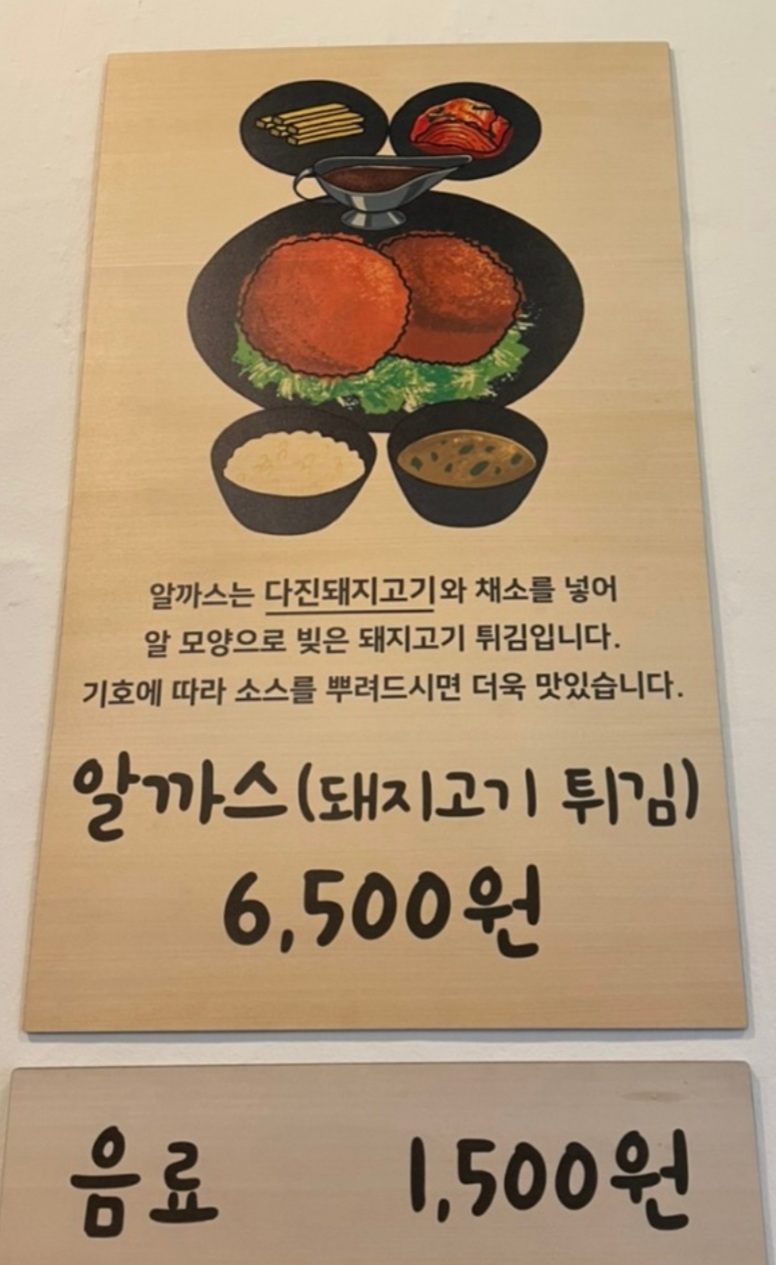 알까스는 다진돼지고기와 채소를 넣어
알 모양으로 빚은 돼지고기 튀김입니다.
기호에 따라 소스를 뿌려드시면 더욱 맛있습니다.
알까스(돼지고기 튀김)
6,500원
음료 1,500원